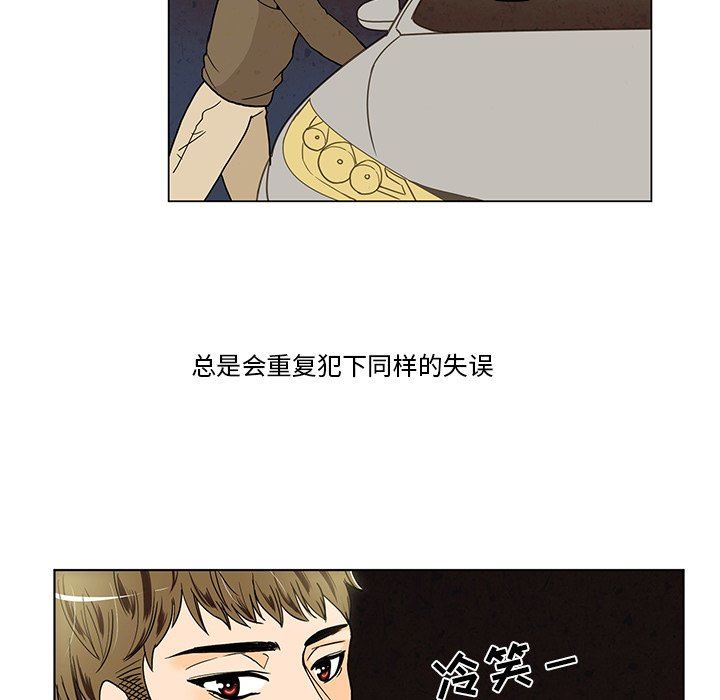 总是会重复犯下同样的失误
冷笑一